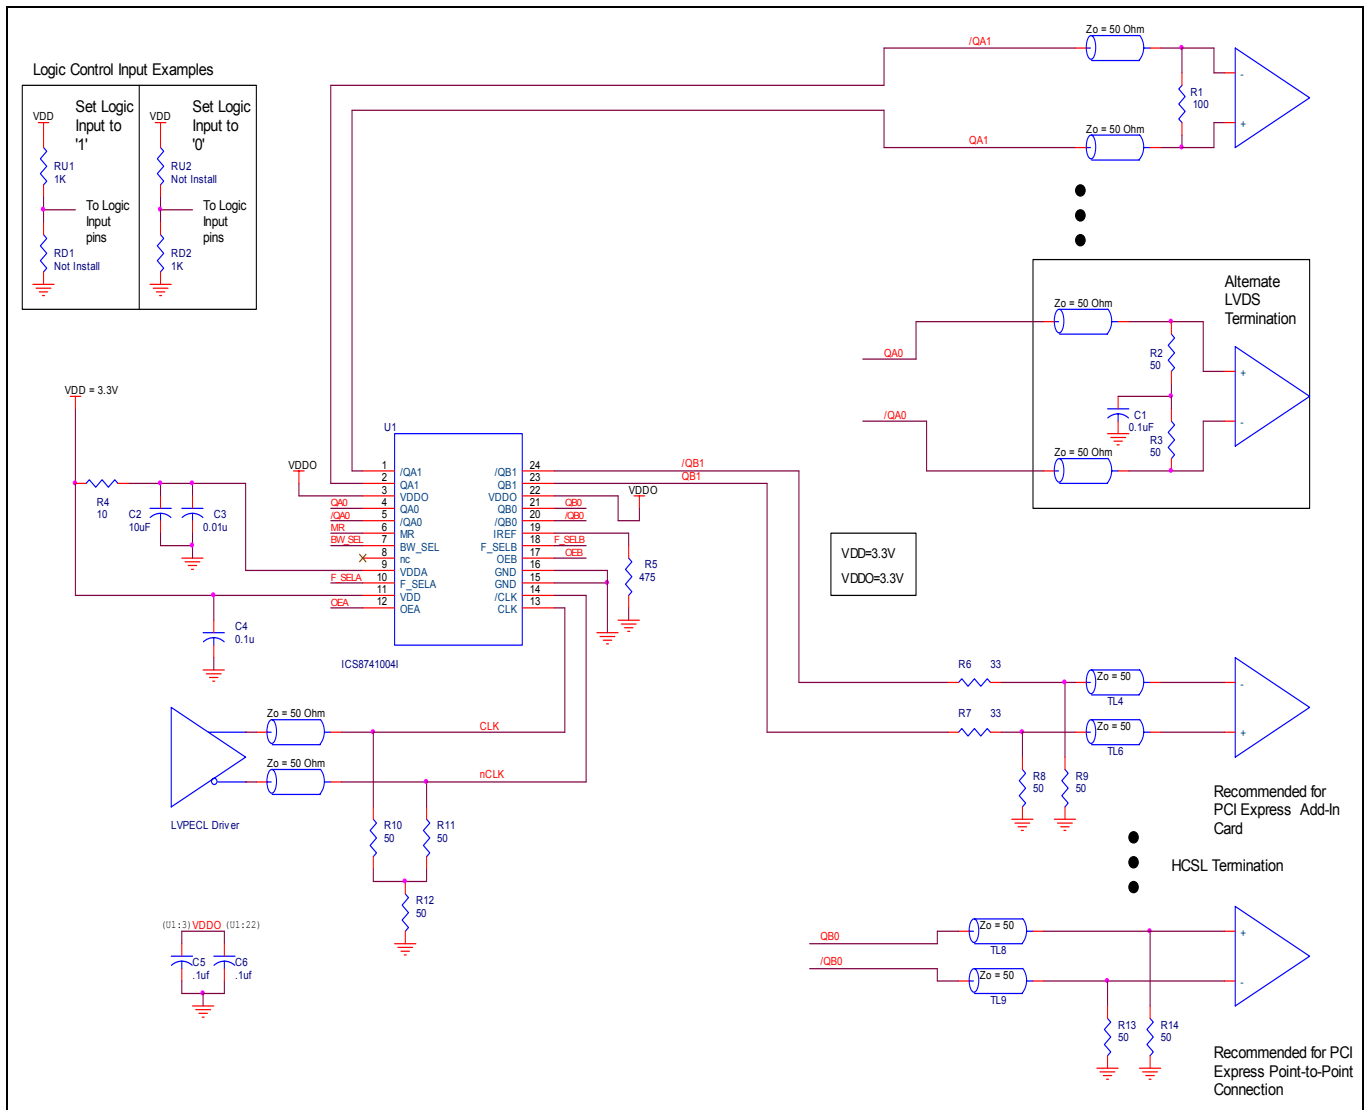 Logic Control Input Examples
Set Logic
Input to
'1'
VDD
RU1
1K
To Logic
Input
pins
RD1
Not Install
Set Logic
Input to
'0'
VDD
RU2
Not Install
To Logic
Input
pins
RD2
1K
/QA1
Zo = 50 Ohm
-
R1
100
+
QA1
Zo = 50 Ohm
Alternate
LVDS
Termination
Zo = 50 Ohm
QA0
R2
50
+
/QA0
C1
0.1uF
R3
50
-
Zo = 50 Ohm
VDD = 3.3V
R4
10
C2
10uF
C3
0.01u
C4
0.1u
VDDO
QA0
/QA0
MR
BW_SEL
F_SELA
OEA
U1
1 /QA1
2 QA1
3 VDDO
4 QA0
5 /QA0
6 MR
7 BW_SEL
8 nc
9 VDDA
10 F_SELA
11 VDD
12 OEA
/QB1 24
QB1 23
VDDO 22
QB0 21
/QB0 20
IREF 19
F_SELB 18
OEB 17
GND 16
GND 15
/CLK 14
CLK 13
ICS8741004I
/QB1
QB1
VDDO
QB0
/QB0
F_SELB
OEB
R5
475
VDD=3.3V
VDDO=3.3V
R6 33
Zo = 50
TL4
-
R7 33
Zo = 50
TL6
+
R8
50
R9
50
Recommended for
PCI Express Add-In
Card
HCSL Termination
Zo = 50 Ohm
CLK
Zo = 50 Ohm
nCLK
LVPECL Driver
R10
50
R11
50
R12
50
(U1:3) VDDO (U1:22)
C5
.1uf
C6
.1uf
QB0
Zo = 50
TL8
+
/QB0
Zo = 50
TL9
-
R13
50
R14
50
Recommended for PCI
Express Point-to-Point
Connection